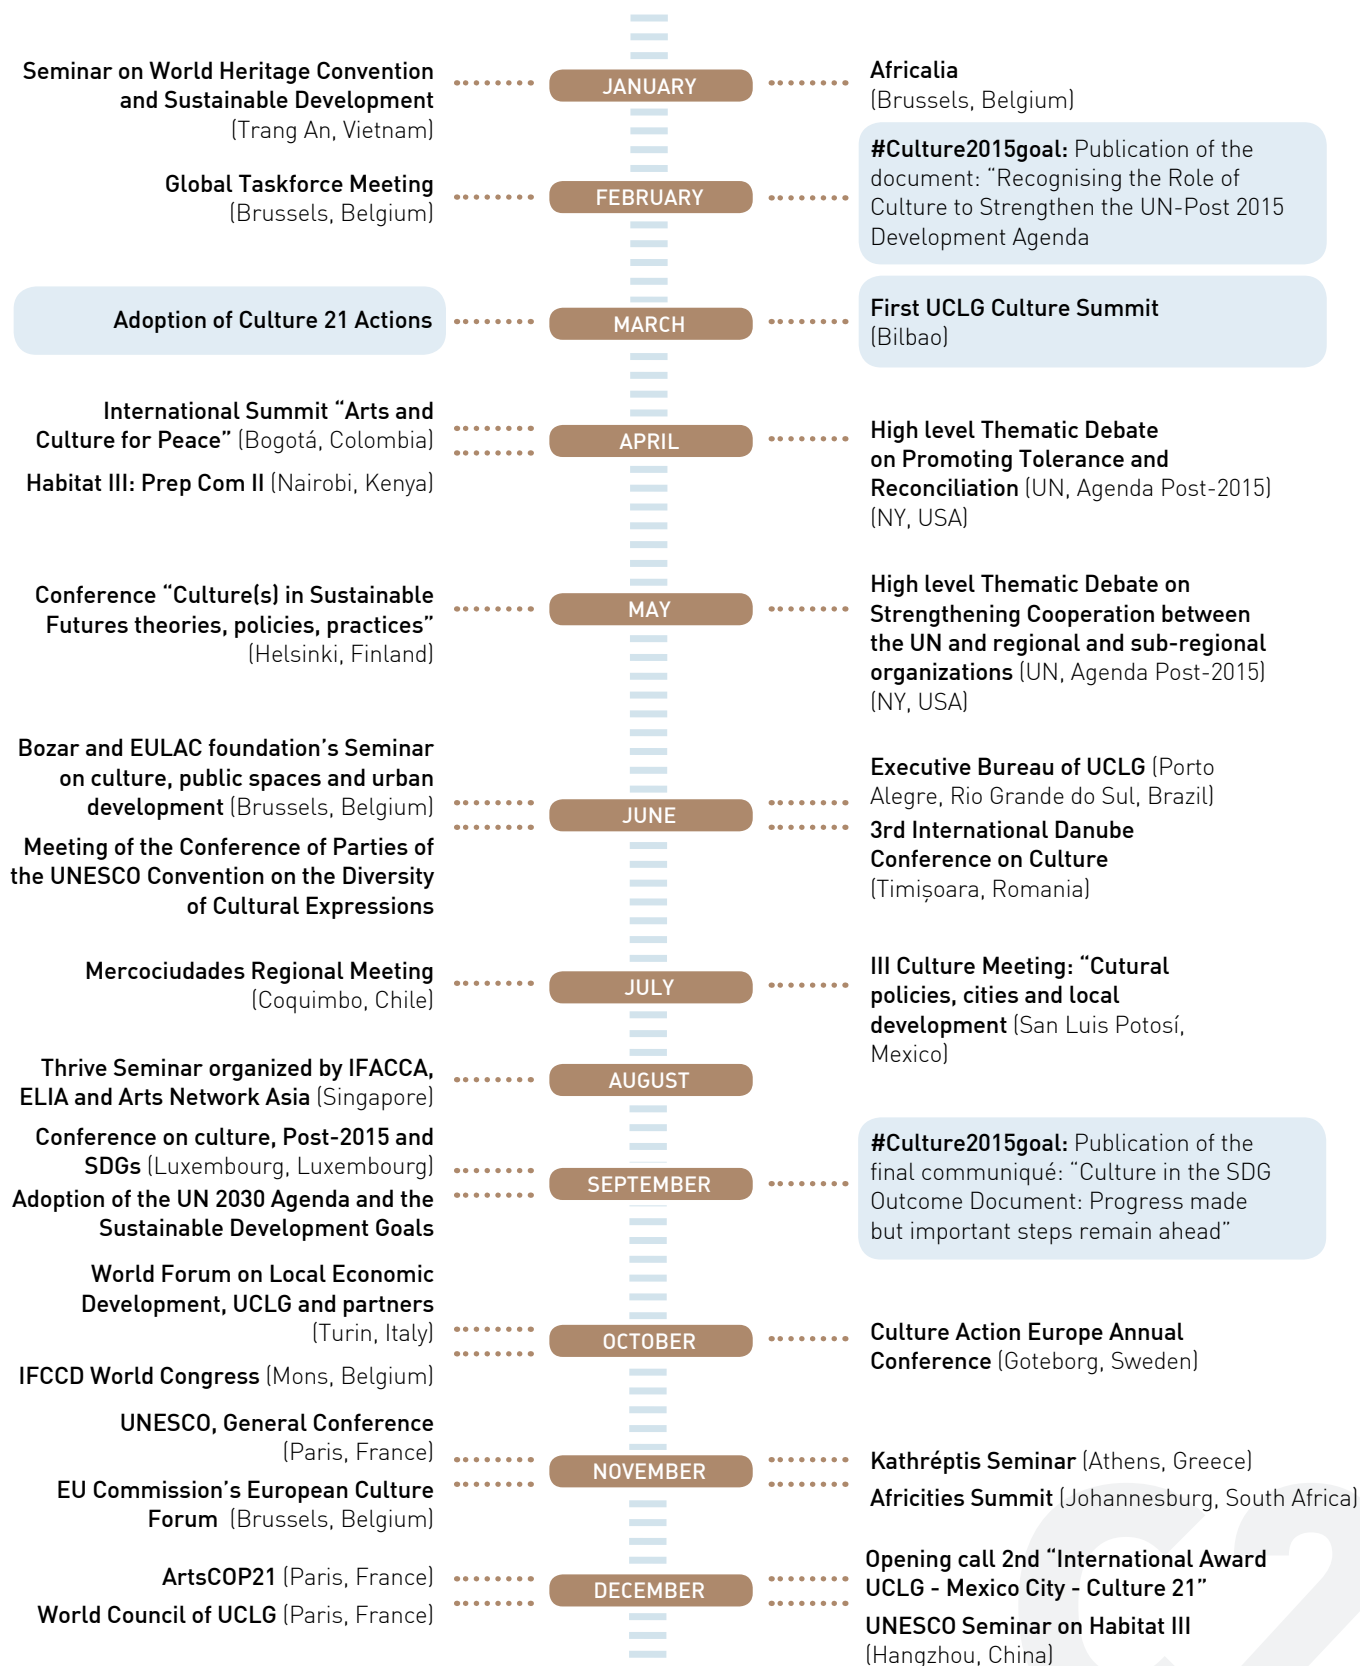 Seminar on World Heritage Convention
and Sustainable Development
(Trang An, Vietnam)
JANUARY
Africalia
(Brussels, Belgium)
Global Taskforce Meeting
(Brussels, Belgium)
FEBRUARY
#Culture2015goal: Publication of the
document: “Recognising the Role of
Culture to Strengthen the UN-Post 2015
Development Agenda
Adoption of Culture 21 Actions
MARCH
First UCLG Culture Summit
(Bilbao)
International Summit “Arts and
Culture for Peace” (Bogotá, Colombia)
Habitat III: Prep Com II (Nairobi, Kenya)
APRIL
High level Thematic Debate
on Promoting Tolerance and
Reconciliation (UN, Agenda Post-2015)
(NY, USA)
Conference “Culture(s) in Sustainable
Futures theories, policies, practices”
(Helsinki, Finland)
MAY
High level Thematic Debate on
Strengthening Cooperation between
the UN and regional and sub-regional
organizations (UN, Agenda Post-2015)
(NY, USA)
Bozar and EULAC foundation’s Seminar
on culture, public spaces and urban
development (Brussels, Belgium)
Meeting of the Conference of Parties of
the UNESCO Convention on the Diversity
of Cultural Expressions
JUNE
Executive Bureau of UCLG (Porto
Alegre, Rio Grande do Sul, Brazil)
3rd International Danube
Conference on Culture
(Timișoara, Romania)
Mercociudades Regional Meeting
(Coquimbo, Chile)
JULY
III Culture Meeting: “Cutural
policies, cities and local
development (San Luis Potosí,
Mexico)
Thrive Seminar organized by IFACCA,
ELIA and Arts Network Asia (Singapore)
AUGUST
Conference on culture, Post-2015 and
SDGs (Luxembourg, Luxembourg)
Adoption of the UN 2030 Agenda and the
Sustainable Development Goals
SEPTEMBER
#Culture2015goal: Publication of the
final communiqué: “Culture in the SDG
Outcome Document: Progress made
but important steps remain ahead”
World Forum on Local Economic
Development, UCLG and partners
(Turin, Italy)
IFCCD World Congress (Mons, Belgium)
OCTOBER
Culture Action Europe Annual
Conference (Goteborg, Sweden)
UNESCO, General Conference
(Paris, France)
EU Commission’s European Culture
Forum (Brussels, Belgium)
NOVEMBER
Kathréptis Seminar (Athens, Greece)
Africities Summit (Johannesburg, South Africa)
ArtsCOP21 (Paris, France)
World Council of UCLG (Paris, France)
DECEMBER
Opening call 2nd “International Award
UCLG - Mexico City - Culture 21”
UNESCO Seminar on Habitat III
(Hangzhou, China)